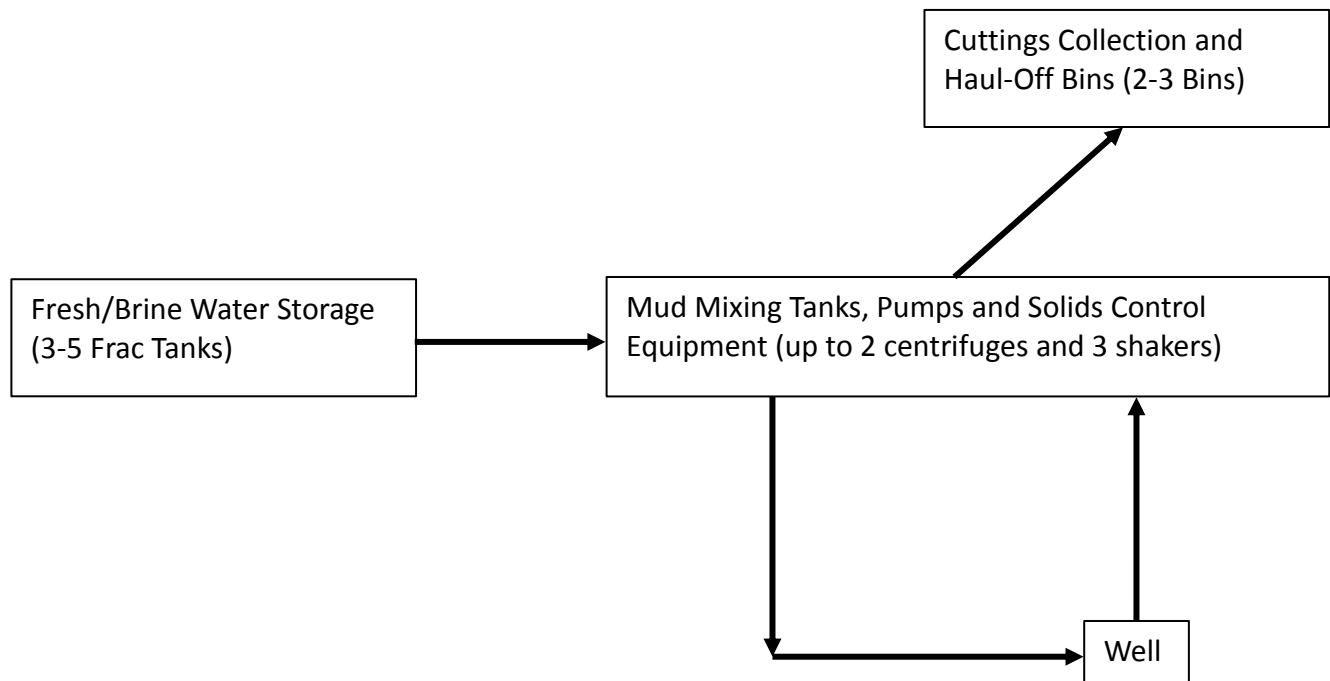 Cuttings Collection and
Haul-Off Bins (2-3 Bins)
Fresh/Brine Water Storage
(3-5 Frac Tanks)
Mud Mixing Tanks, Pumps and Solids Control
Equipment (up to 2 centrifuges and 3 shakers)
Well